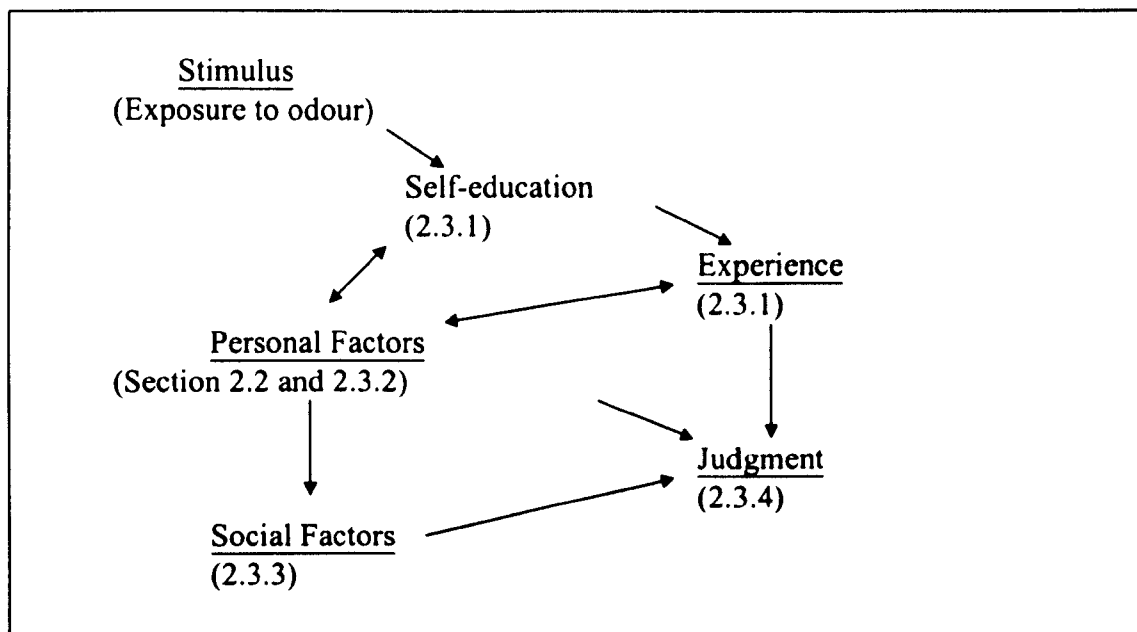 Stimulus
(Exposure to odour)
Self-education
(2.3.1)
Experience
(2.3.1)
Personal Factors
(Section 2.2 and 2.3.2)
Judgment
(2.3.4)
Social Factors
(2.3.3)